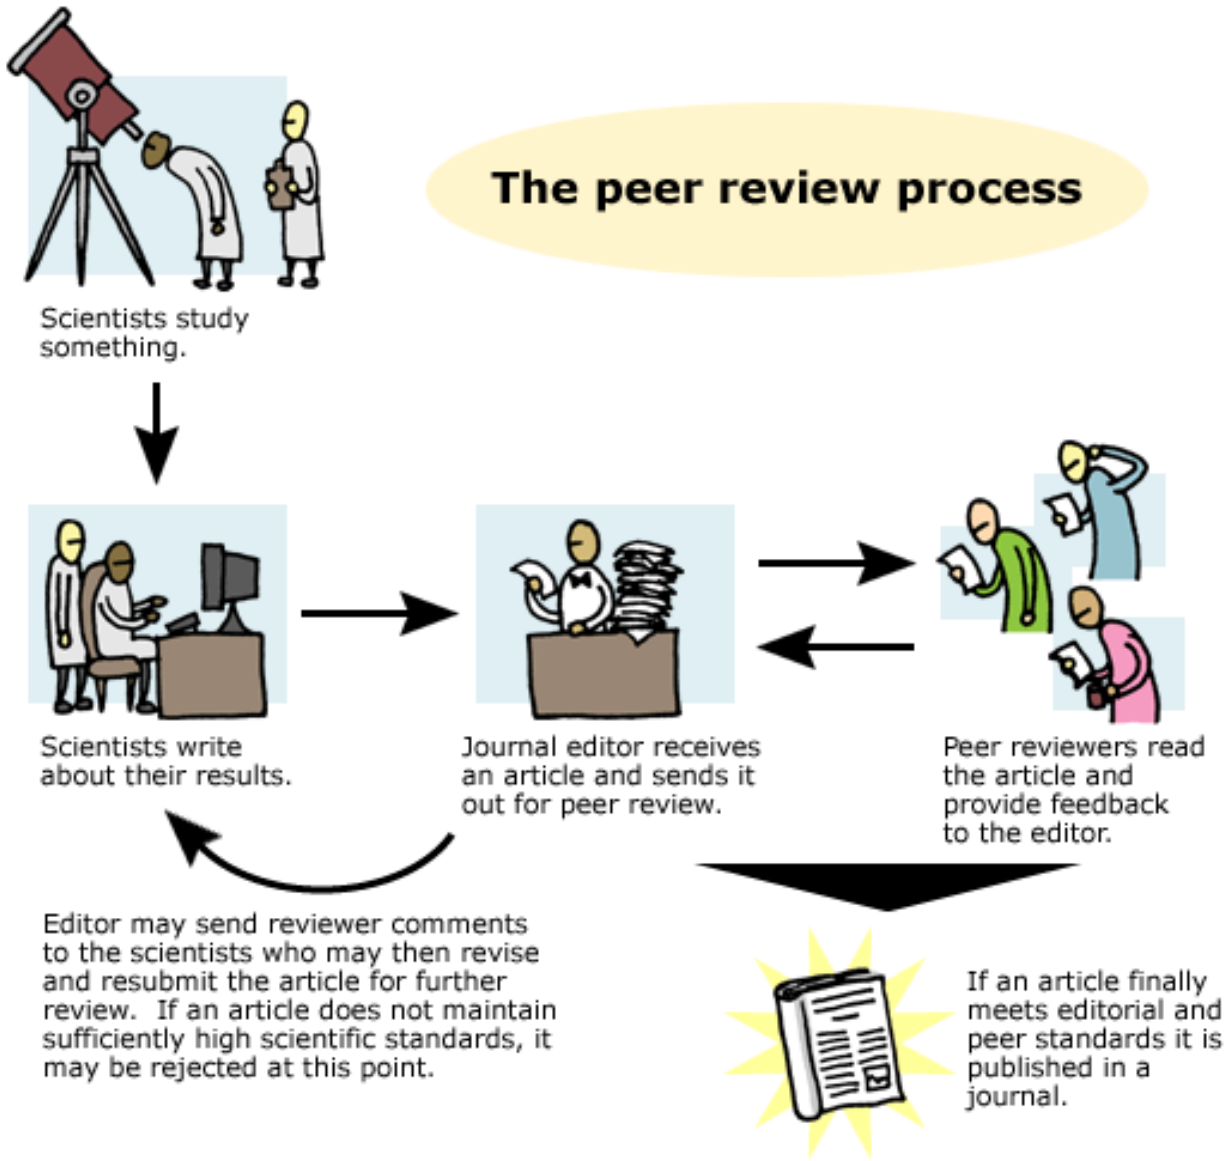 The peer review process
Scientists study
something.
Scientists write
about their results.
Journal editor receives
an article and sends it
out for peer review.
Peer reviewers read
the article and
provide feedback
to the editor.
Editor may send reviewer comments
to the scientists who may then revise
and resubmit the article for further
review.  If an article does not maintain
sufficiently high scientific standards, it
may be rejected at this point.
If an article finally
meets editorial and
peer standards it is
published in a
journal.